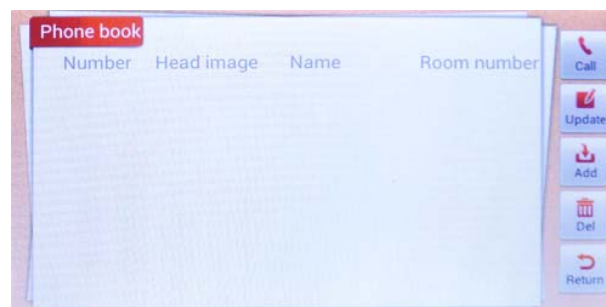 Phone book
Number Head image Name Room number
Call
Update
Add
Del
Return